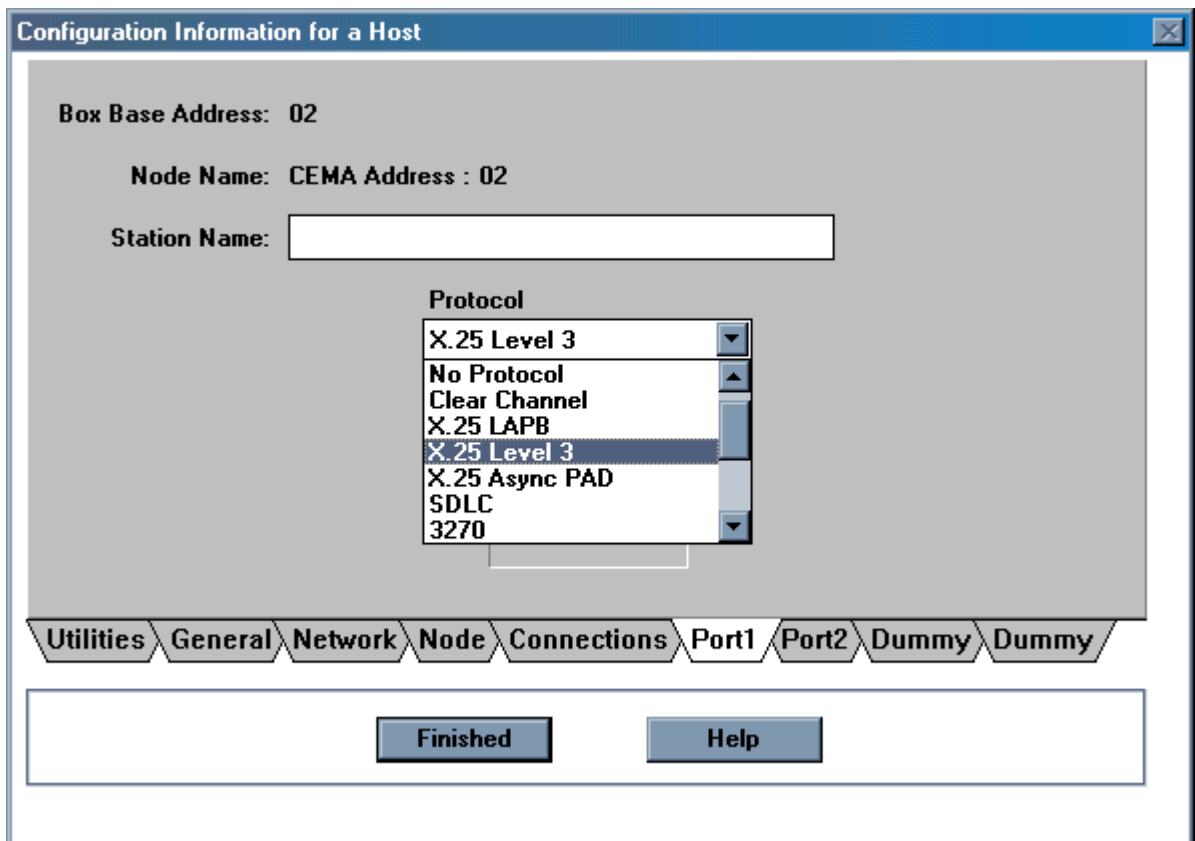 Configuration Information for a Host
Box Base Address: 02
Node Name: CEMA Address : 02
Station Name:
Protocol
X.25 Level 3
No Protocol
Clear Channel
X.25 LAPB
X.25 Level 3
X.25 Async PAD
SDLC
3270
Utilities General Network Node Connections Port1 Port2 Dummy Dummy
Finished Help